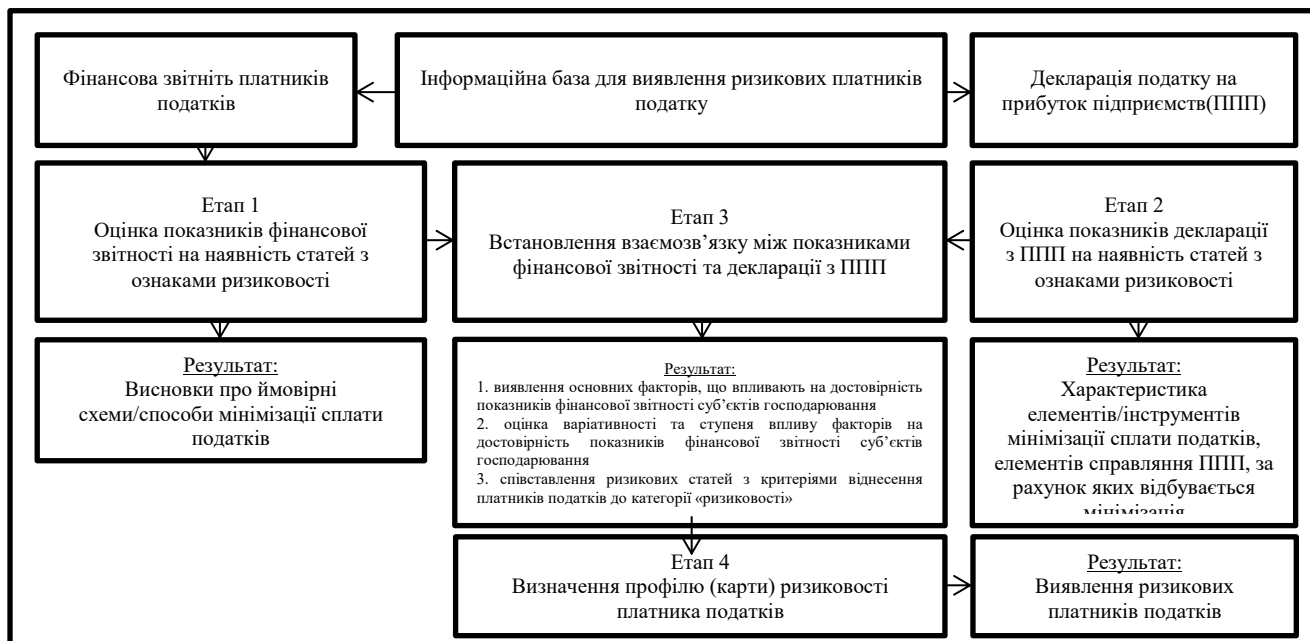 Фінансова звітніть платників
податків
Інформаційна база для виявлення ризикових платників
податку
Декларація податку на
прибуток підприємств(ППП)
Етап 1
Оцінка показників фінансової
звітності на наявність статей з
ознаками ризиковості
Етап 3
Встановлення взаємозв’язку між показниками
фінансової звітності та декларації з ППП
Етап 2
Оцінка показників декларації
з ППП на наявність статей з
ознаками ризиковості
Результат:
Висновки про ймовірні
схеми/способи мінімізації сплати
податків
Результат:
1. виявлення основних факторів, що впливають на достовірність
показників фінансової звітності суб’єктів господарювання
2. оцінка варіативності та ступеня впливу факторів на
достовірність показників фінансової звітності суб’єктів
господарювання
3. співставлення ризикових статей з критеріями віднесення
платників податків до категорії «ризиковості»
Результат:
Характеристика
елементів/інструментів
мінімізації сплати податків,
елементів справляння ППП, за
рахунок яких відбувається
мінімізація
Етап 4
Визначення профілю (карти) ризиковості
платника податків
Результат:
Виявлення ризикових
платників податків